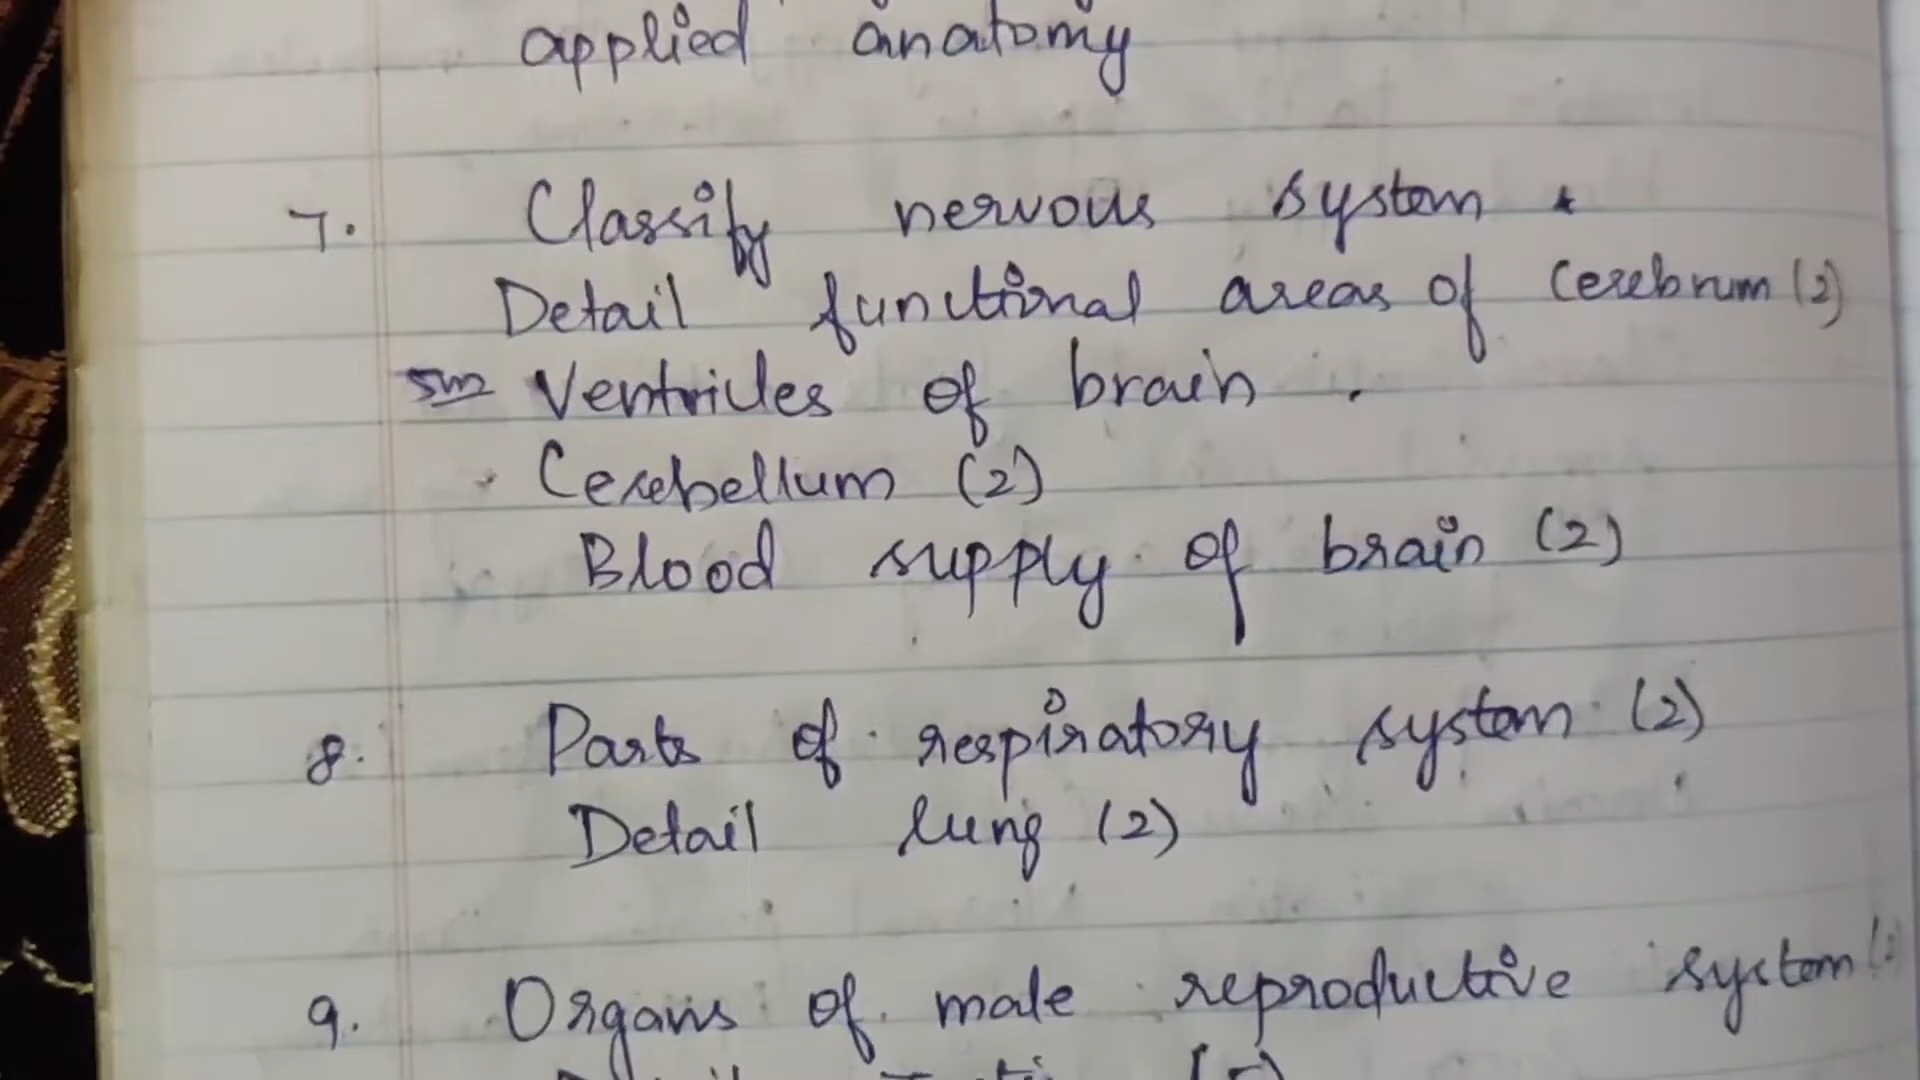 applied anatomy
7. Classify nervous system
Detail functional areas of Cerebrum (2)
5m Ventricles of brain.
Cerebellum (2)
Blood supply of brain (2)
8. Parts of respiratory system (2)
Detail lung (2)
9. Organs of male reproductive system